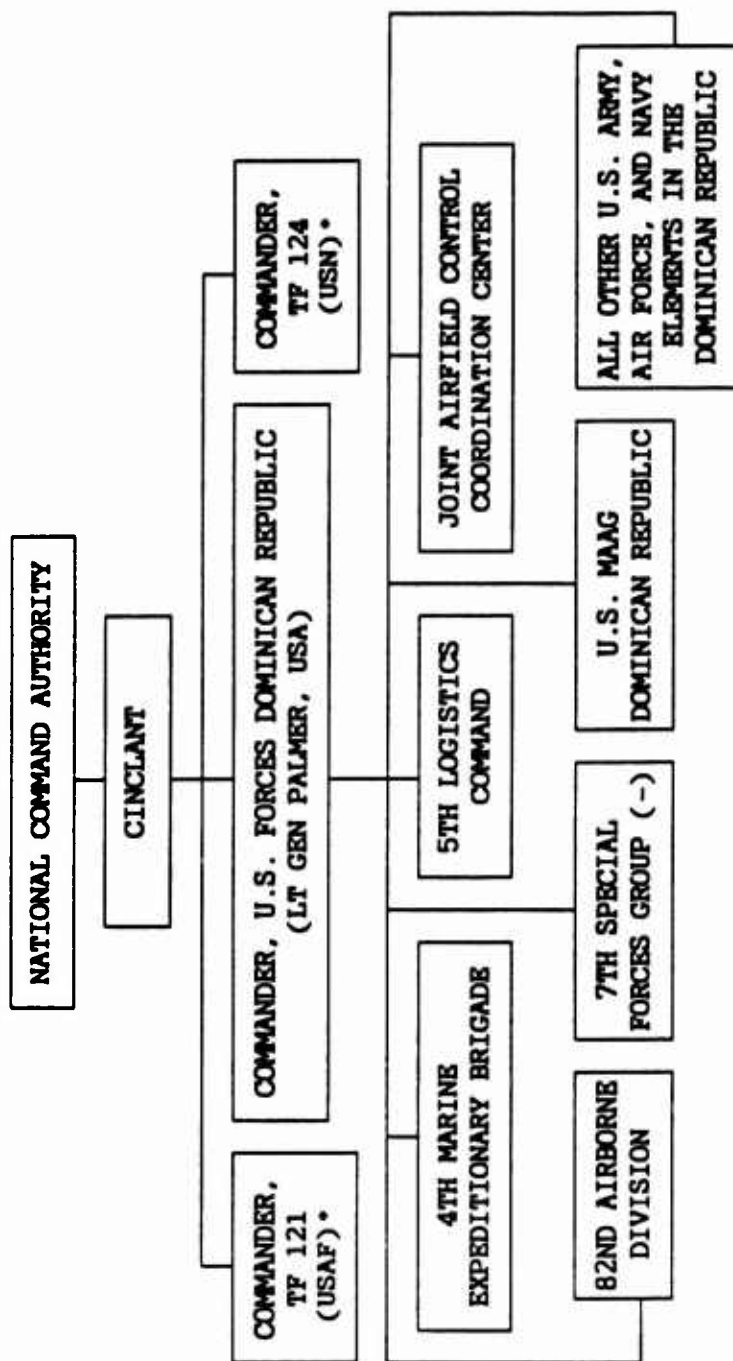 NATIONAL COMMAND AUTHORITY
CINCLANT
COMMANDER,
TF 121
(USAF)*
COMMANDER, U.S. FORCES DOMINICAN REPUBLIC
(LT GEN PALMER, USA)
COMMANDER,
TF 124
(USN)*
4TH MARINE
EXPEDITIONARY BRIGADE
5TH LOGISTICS
COMMAND
JOINT AIRFIELD CONTROL
COORDINATION CENTER
82ND AIRBORNE
DIVISION
7TH SPECIAL
FORCES GROUP (-)
U.S. MAAG
DOMINICAN REPUBLIC
ALL OTHER U.S. ARMY,
AIR FORCE, AND NAVY
ELEMENTS IN THE
DOMINICAN REPUBLIC